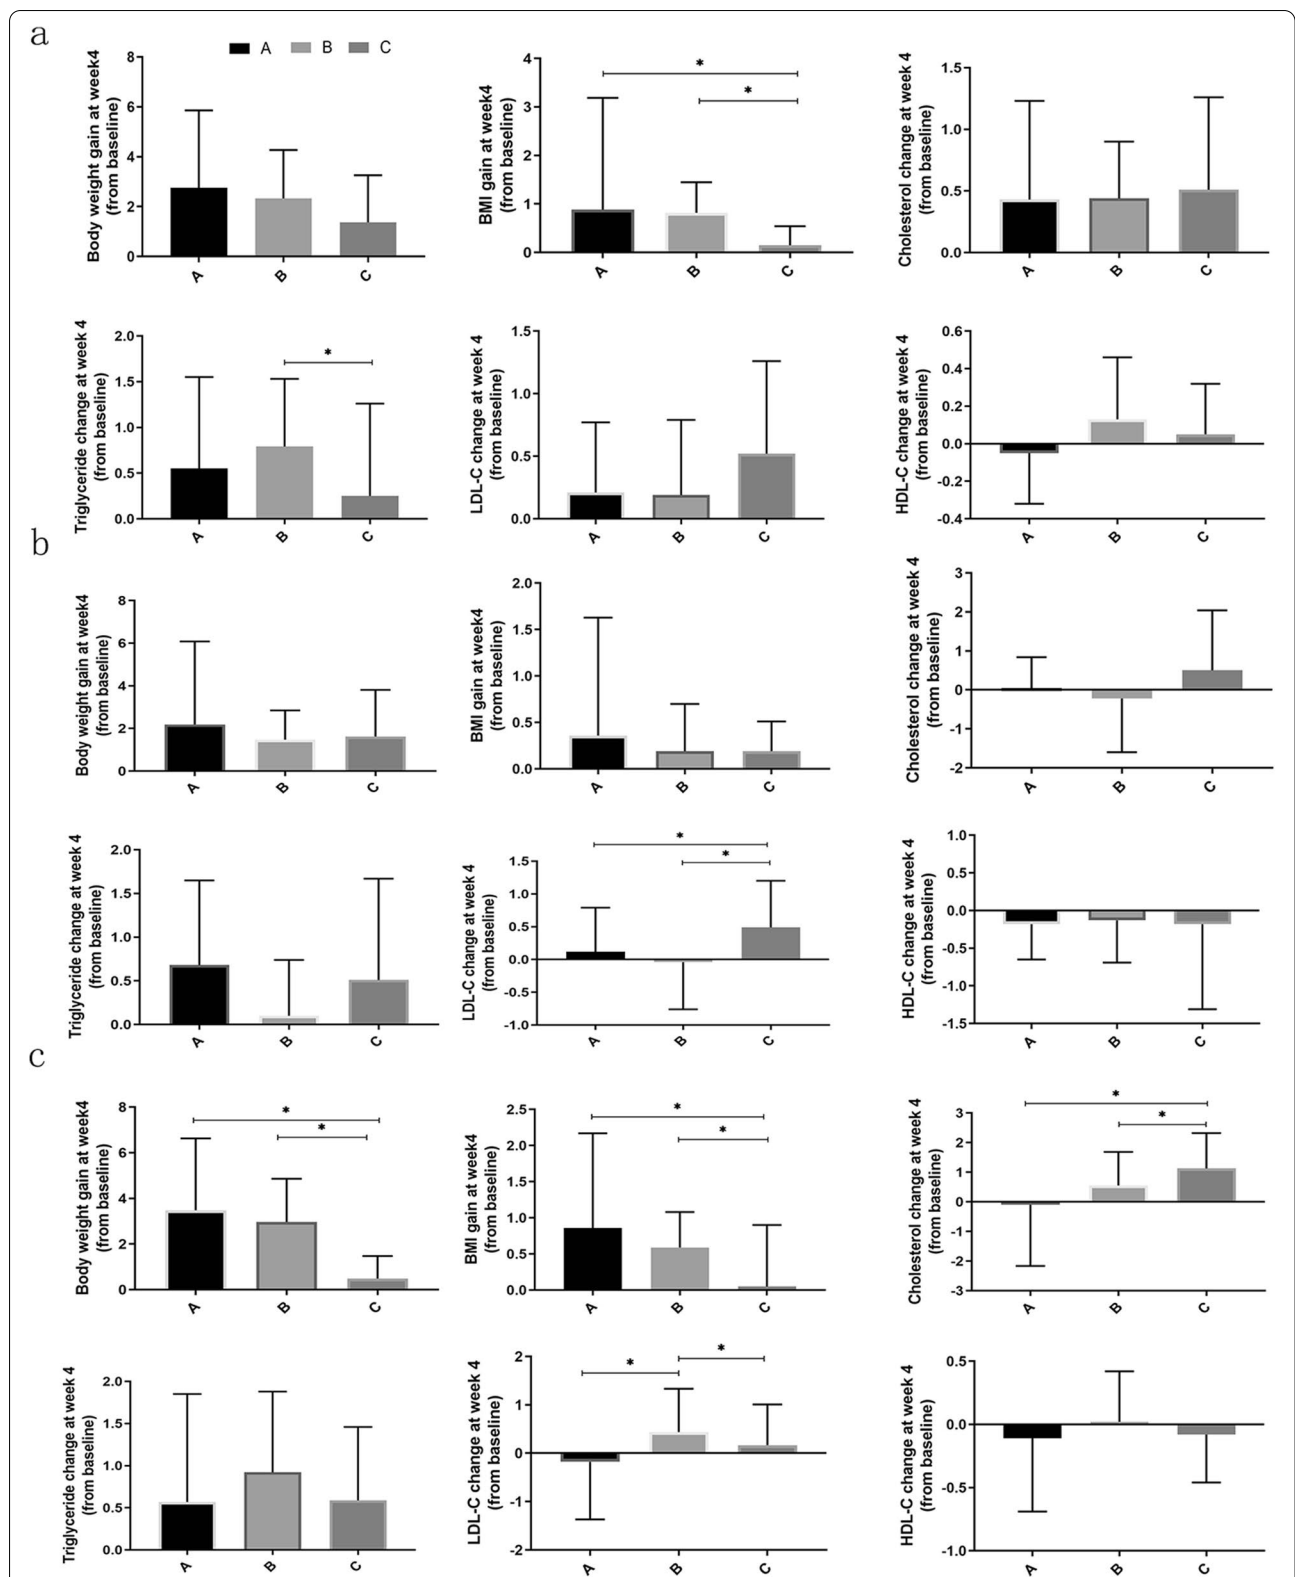 a
A B C
Body weight gain at week4
(from baseline)
8
6
4
2
0
A B C
BMI gain at week4
(from baseline)
4
3
2
1
0
* 
*
A B C
Cholesterol change at week 4
(from baseline)
1.5
1.0
0.5
0.0
A B C
Triglyceride change at week 4
(from baseline)
2.0
1.5
1.0
0.5
0.0
*
A B C
LDL-C change at week 4
(from baseline)
1.5
1.0
0.5
0.0
A B C
HDL-C change at week 4
(from baseline)
0.6
0.4
0.2
0.0
-0.2
-0.4
A B C
b
Body weight gain at week4
(from baseline)
8
6
4
2
0
A B C
BMI gain at week4
(from baseline)
2.0
1.5
1.0
0.5
0.0
A B C
Cholesterol change at week 4
(from baseline)
3
2
1
0
-1
-2
A B C
Triglyceride change at week 4
(from baseline)
2.0
1.5
1.0
0.5
0.0
A B C
LDL-C change at week 4
(from baseline)
1.5
1.0
0.5
0.0
-0.5
-1.0
*
*
A B C
HDL-C change at week 4
(from baseline)
1.0
0.5
0.0
-0.5
-1.0
-1.5
A B C
c
Body weight gain at week4
(from baseline)
8
6
4
2
0
*
*
A B C
BMI gain at week4
(from baseline)
2.5
2.0
1.5
1.0
0.5
0.0
*
*
A B C
Cholesterol change at week 4
(from baseline)
3
2
1
0
-1
-2
-3
*
*
A B C
Triglyceride change at week 4
(from baseline)
2.0
1.5
1.0
0.5
0.0
A B C
LDL-C change at week 4
(from baseline)
2
1
0
-1
-2
*
*
A B C
HDL-C change at week 4
(from baseline)
0.5
0.0
-0.5
-1.0
A B C